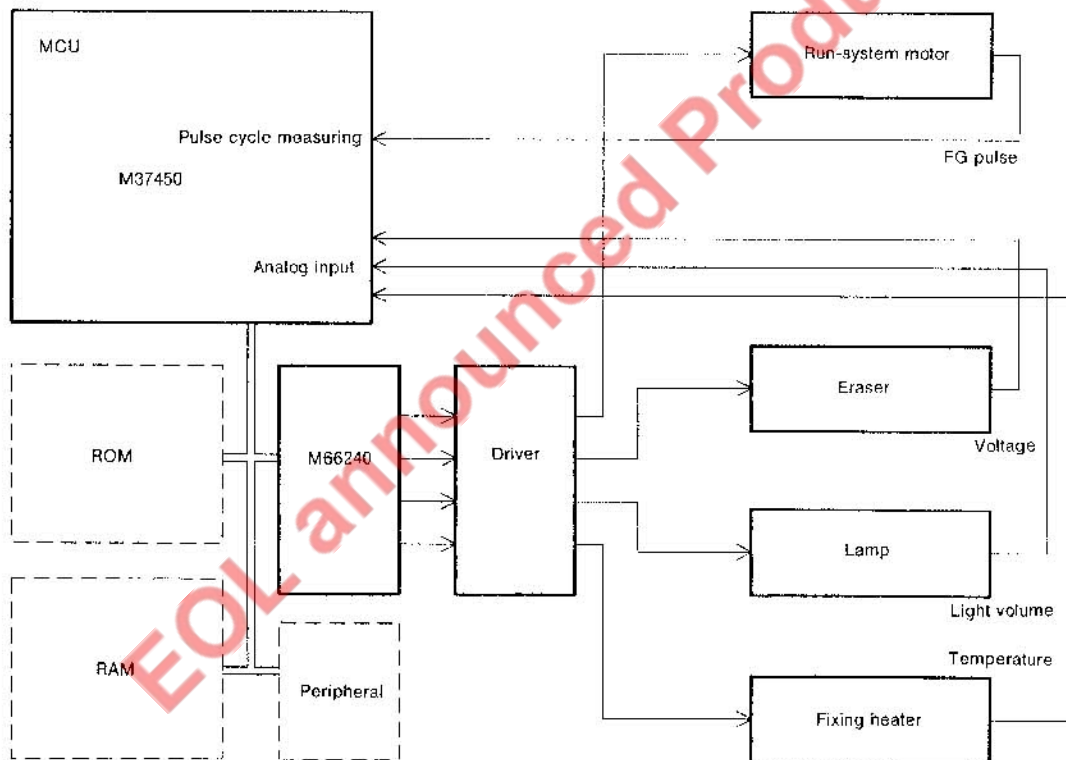 MCU
Run-system motor
Pulse cycle measuring
M37450
FG pulse
Analog input
Eraser
ROM
M66240
Driver
Voltage
Lamp
Light volume
RAM
Temperature
Peripheral
Fixing heater
EOL announced Produ